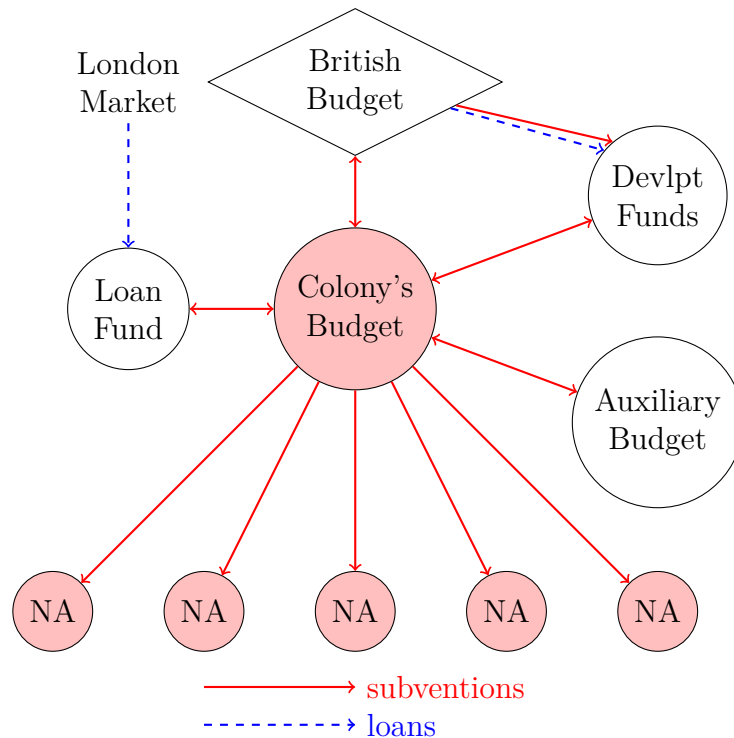 London
Market
British
Budget
Devlpt
Funds
Loan
Fund
Colony's
Budget
Auxiliary
Budget
NA
NA
NA
NA
NA
subventions
loans